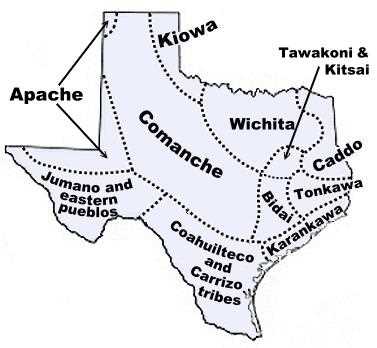 Kiowa
Tawakoni &
Kitsai
Apache
Wichita
Comanche
Caddo
Tonkawa
Bidai
Karankawa
Jumano and
eastern
pueblos
Coahuilteco
and
Carrizo
tribes